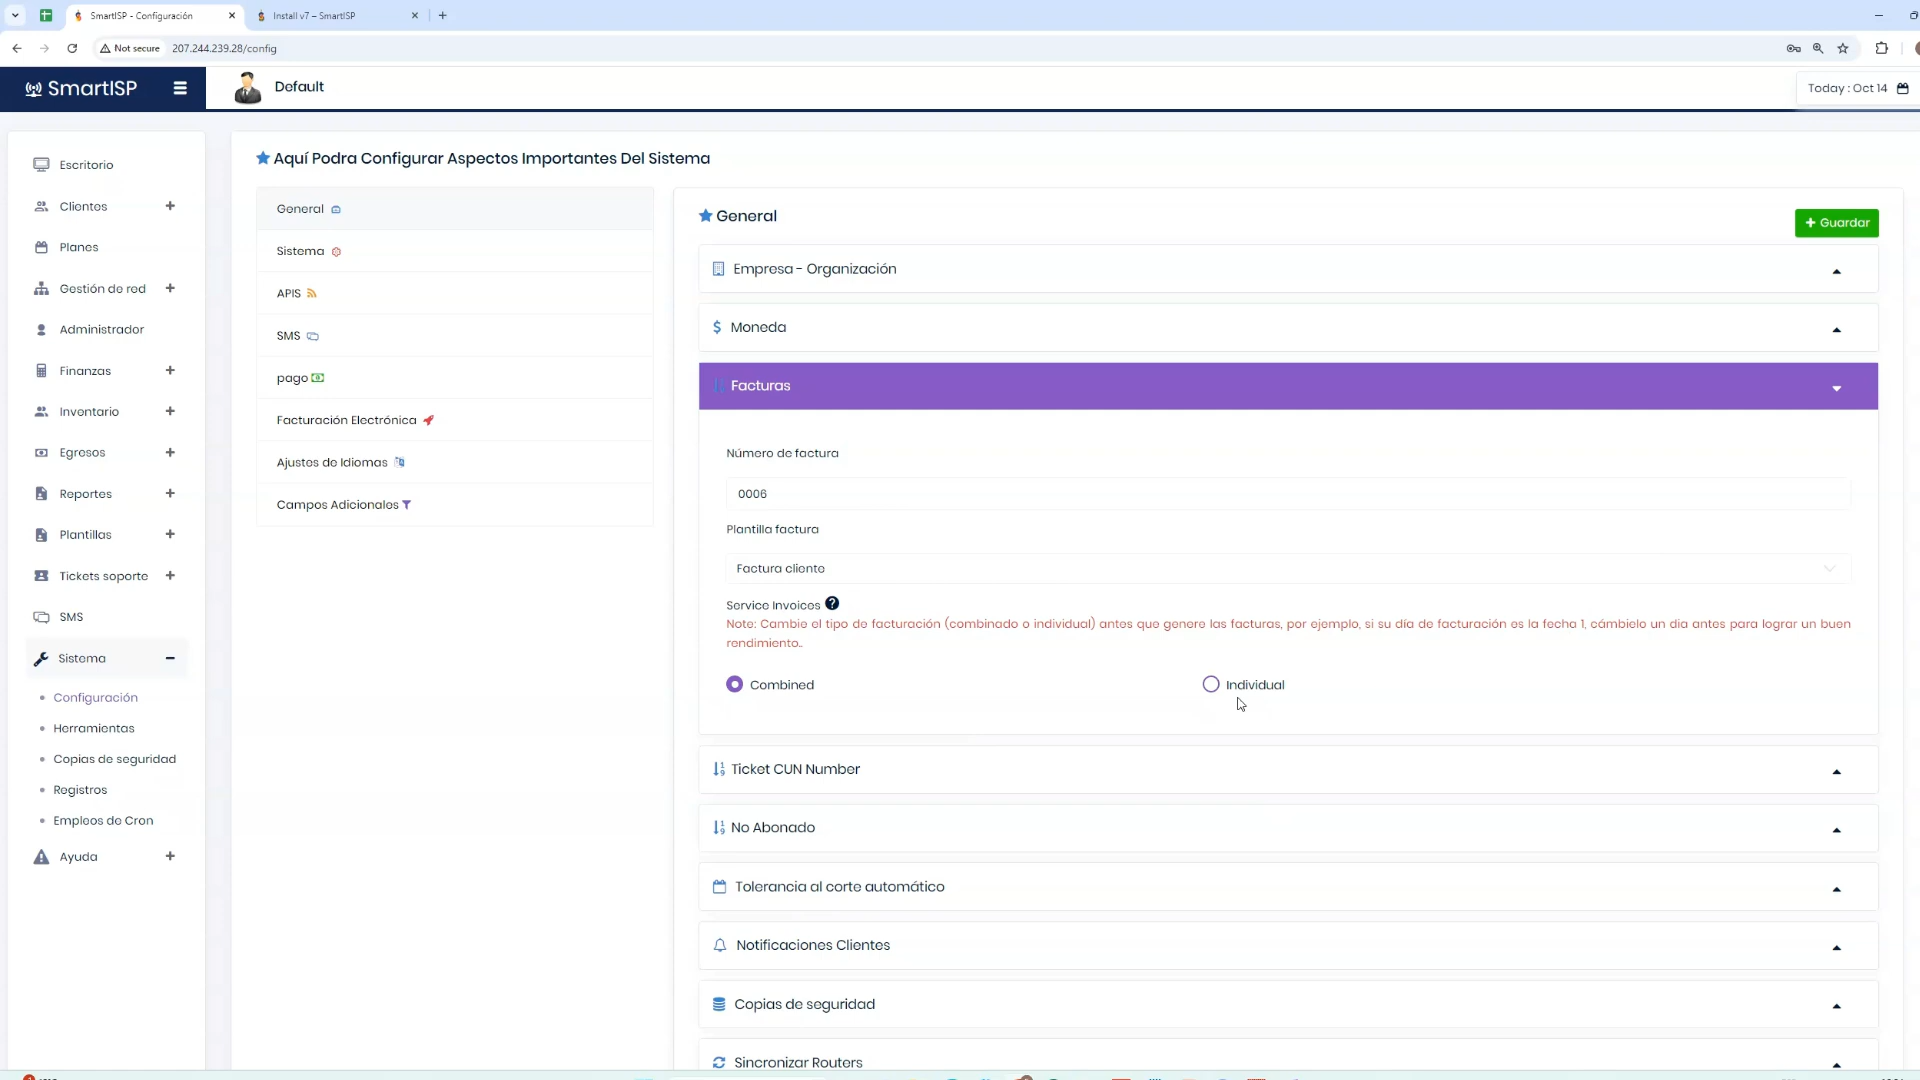 SmartISP - Configuración
Install v7 – SmartISP
Not secure
207.244.239.28/config
SmartISP
Default
Today : Oct 14
Escritorio
Clientes
Planes
Gestión de red
Administrador
Finanzas
Inventario
Egresos
Reportes
Plantillas
Tickets soporte
SMS
Sistema
Configuración
Herramientas
Copias de seguridad
Registros
Empleos de Cron
Ayuda
Aquí Podra Configurar Aspectos Importantes Del Sistema
General
Sistema
APIS
SMS
pago
Facturación Electrónica
Ajustes de Idiomas
Campos Adicionales
General
+ Guardar
Empresa - Organización
Moneda
Facturas
Número de factura
0006
Plantilla factura
Factura cliente
Service Invoices
Note: Cambie el tipo de facturación (combinado o individual) antes que genere las facturas, por ejemplo, si su día de facturación es la fecha 1, cámbielo un dia antes para lograr un buen
rendimiento..
Combined
Individual
Ticket CUN Number
No Abonado
Tolerancia al corte automático
Notificaciones Clientes
Copias de seguridad
Sincronizar Routers